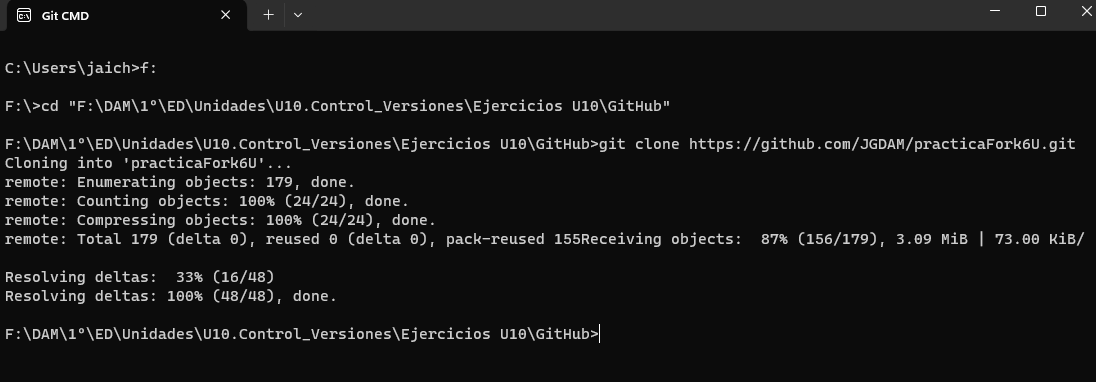 Git CMD
C:\Users\jaich>f:
F:\>cd "F:\DAM\1º\ED\Unidades\U10.Control_Versiones\Ejercicios U10\GitHub"
F:\DAM\1º\ED\Unidades\U10.Control_Versiones\Ejercicios U10\GitHub>git clone https://github.com/JGDAM/practicaFork6U.git
Cloning into 'practicaFork6U'...
remote: Enumerating objects: 179, done.
remote: Counting objects: 100% (24/24), done.
remote: Compressing objects: 100% (24/24), done.
remote: Total 179 (delta 0), reused 0 (delta 0), pack-reused 155Receiving objects:  87% (156/179), 3.09 MiB | 73.00 KiB/
Resolving deltas:  33% (16/48)
Resolving deltas: 100% (48/48), done.
F:\DAM\1º\ED\Unidades\U10.Control_Versiones\Ejercicios U10\GitHub>